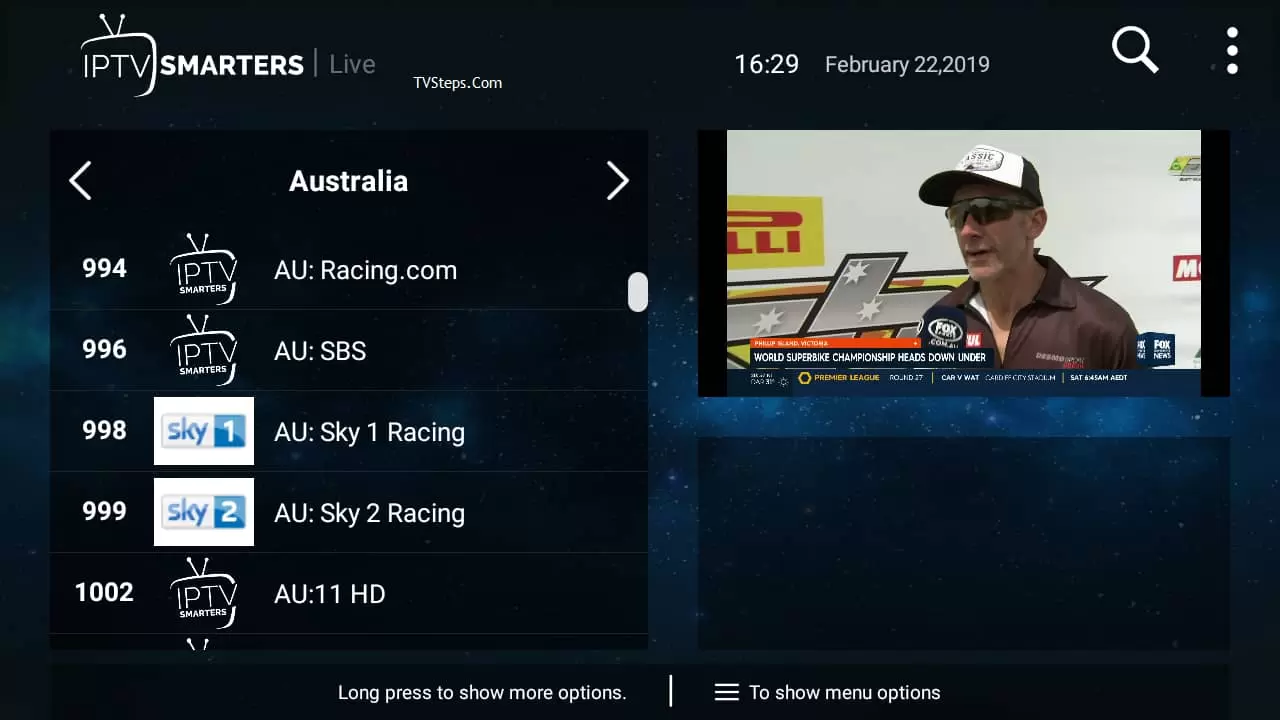 IPTV SMARTERS | Live
TVSteps.Com
16:29 February 22,2019
Australia
994 IPTV SMARTERS AU: Racing.com
996 IPTV SMARTERS AU: SBS
998 sky 1 AU: Sky 1 Racing
999 sky 2 AU: Sky 2 Racing
1002 IPTV SMARTERS AU:11 HD
CLASSIC
FOX
.COM.AU
PHILLIP ISLAND, VICTORIA
WORLD SUPERBIKE CHAMPIONSHIP HEADS DOWN UNDER
FOX NEWS
PREMIER LEAGUE ROUND 27 | CAR V WAT CARDIFF CITY STADIUM | SAT 6:45AM AEDT
Long press to show more options. | To show menu options